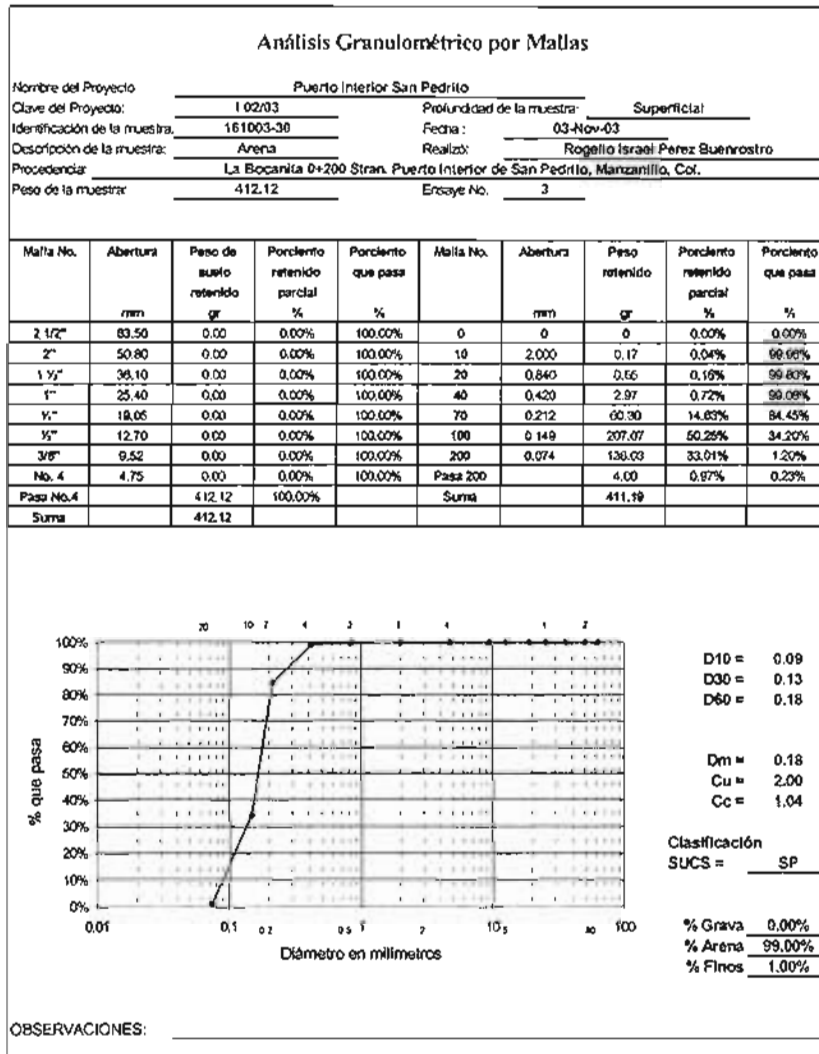 Análisis Granulométrico por Mallas
Nombre del Proyecto Puerto Interior San Pedrito
Clave del Proyecto: I 02/03 Profundidad de la muestra: Superficial
Identificación de la muestra. 161003-30 Fecha : 03-Nov-03
Descripción de la muestra: Arena Realizó: Rogelio Israel Perez Buenrostro
Procedencia: La Bocanita 0+200 Stran. Puerto Interior de San Pedrito, Manzanillo, Col.
Peso de la muestra: 412.12 Ensaye No. 3
Malla No. Abertura Peso de suelo retenido Porciento retenido parcial Porciento que pasa Malla No. Abertura Peso retenido Porciento retenido parcial Porciento que pasa
mm gr % % mm gr % %
2 1/2" 63.50 0.00 0.00% 100.00% 0 0 0 0.00% 0.00%
2" 50.80 0.00 0.00% 100.00% 10 2.000 0.17 0.04% 99.96%
1 ½" 38.10 0.00 0.00% 100.00% 20 0.840 0.66 0.16% 99.80%
1" 25.40 0.00 0.00% 100.00% 40 0.420 2.97 0.72% 99.08%
19.05 0.00 0.00% 100.00% 70 0.212 60.30 14.63% 84.45%
½" 12.70 0.00 0.00% 100.00% 100 0.149 207.07 50.25% 34.20%
3/8" 9.52 0.00 0.00% 100.00% 200 0.074 136.03 33.01% 1.20%
No. 4 4.75 0.00 0.00% 100.00% Pasa 200 4.00 0.97% 0.23%
Pasa No.4 412.12 100.00% Suma 411.19
Suma 412.12
20 10 7 4 1 2
100%
90%
80%
70%
60%
50%
40%
30%
20%
10%
0%
% que pasa
0.01 0.1 0.2 0.5 1 2 10 5 100
Diámetro en milimetros
D10 = 0.09
D30 = 0.13
D60 = 0.18
Dm = 0.18
Cu = 2.00
Cc = 1.04
Clasificación
SUCS = SP
% Grava 0.00%
% Arena 99.00%
% Finos 1.00%
OBSERVACIONES: